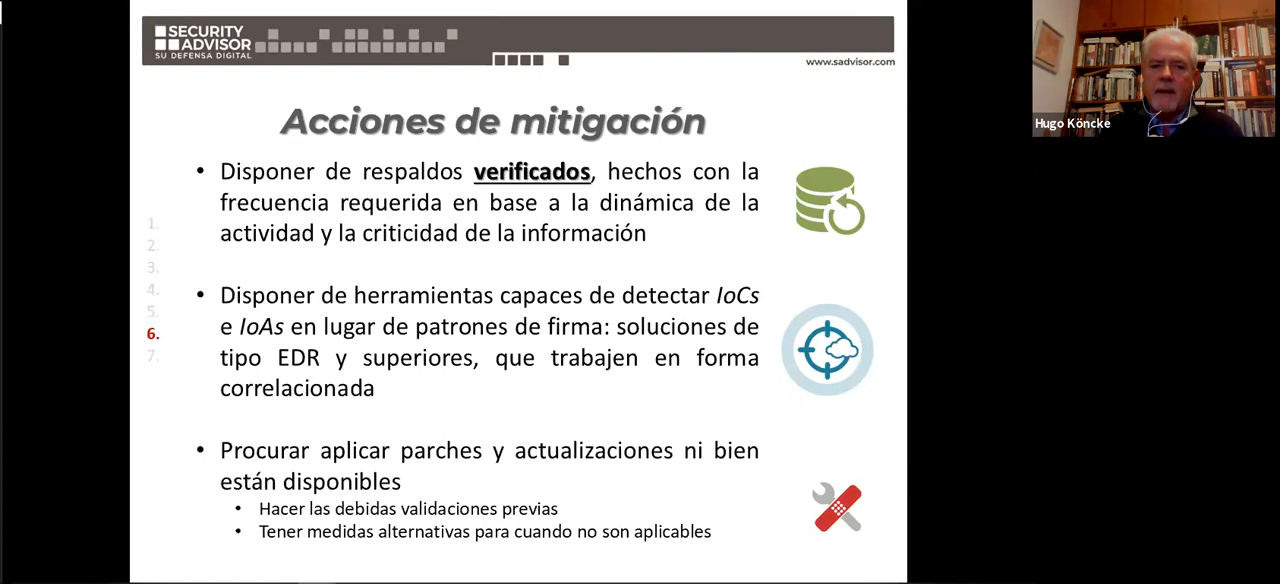 SECURITY
ADVISOR
SU DEFENSA DIGITAL
www.sadvisor.com
Hugo Köncke
Acciones de mitigación
• Disponer de respaldos verificados, hechos con la
frecuencia requerida en base a la dinámica de la
actividad y la criticidad de la información
1.
2.
3.
4.
5.
6.
7.
• Disponer de herramientas capaces de detectar IoCs
e IoAs en lugar de patrones de firma: soluciones de
tipo EDR y superiores, que trabajen en forma
correlacionada
• Procurar aplicar parches y actualizaciones ni bien
están disponibles
• Hacer las debidas validaciones previas
• Tener medidas alternativas para cuando no son aplicables